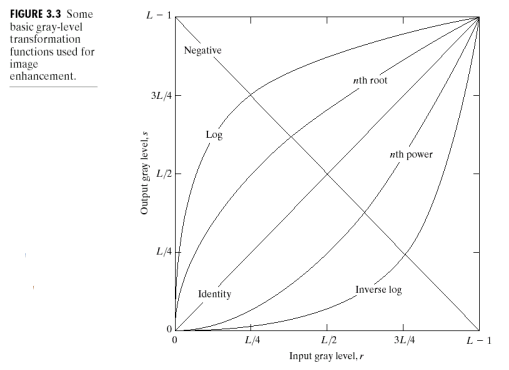 FIGURE 3.3 Some
basic gray-level
transformation
functions used for
image
enhancement.
L − 1
Negative
nth root
3L/4
Log
nth power
L/2
Output gray level, s
L/4
Identity
Inverse log
0
0 L/4 L/2 3L/4 L − 1
Input gray level, r